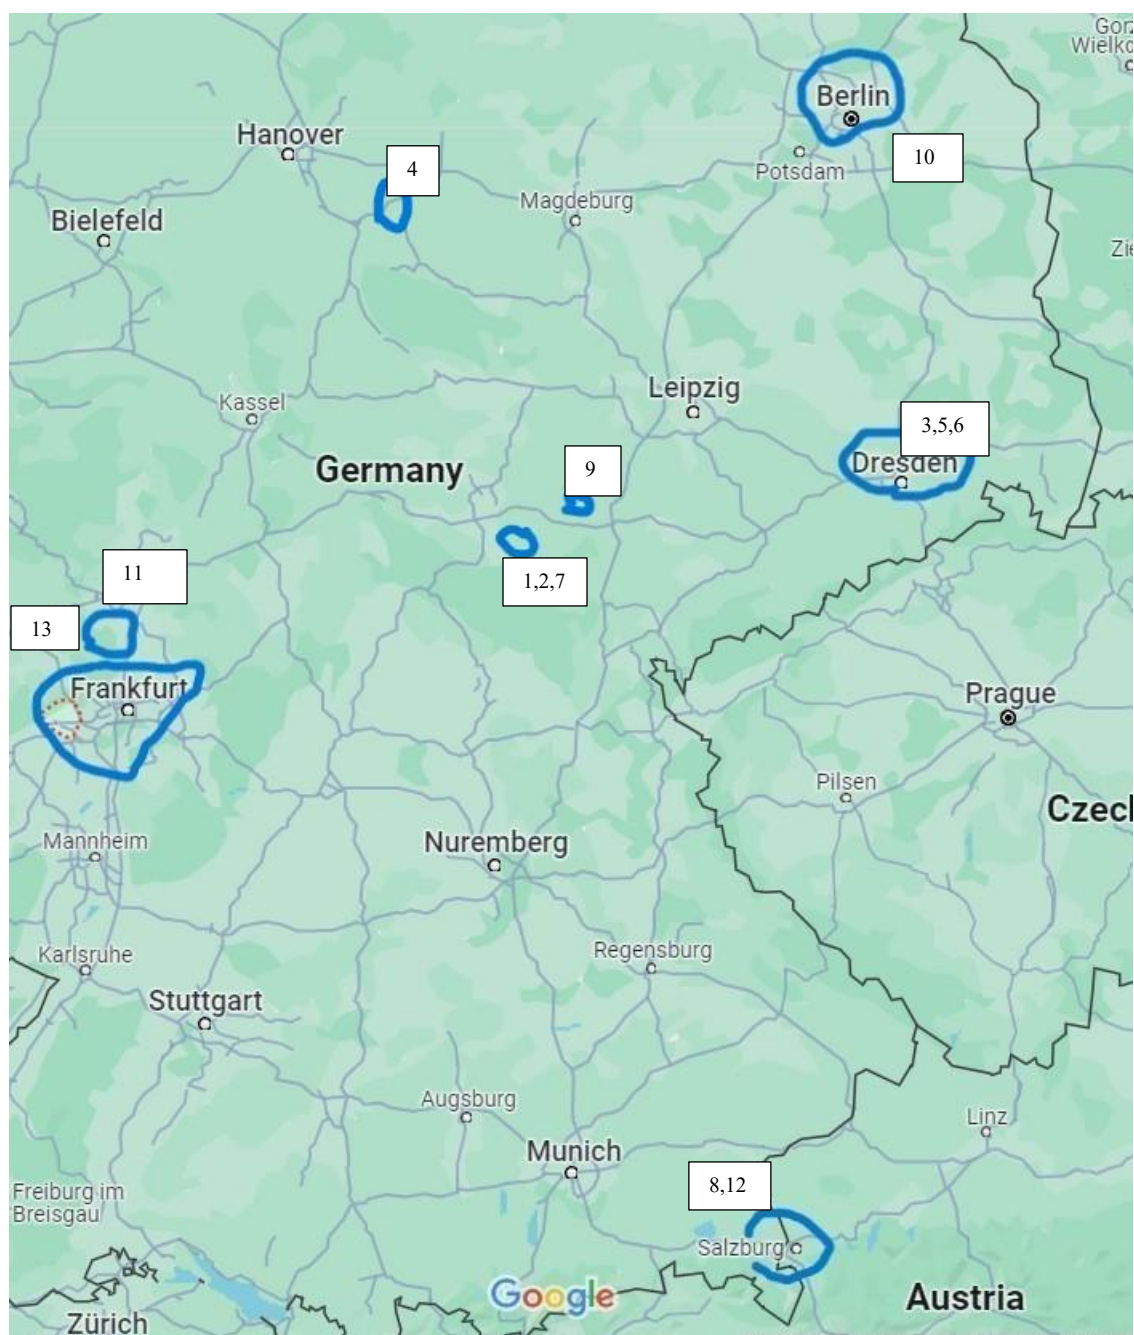 Gorz
Wielko
Berlin
Hanover
10
4
Potsdam
Magdeburg
Bielefeld
Zie
Leipzig
Kassel
3,5,6
Germany
9
Dresden
11
1,2,7
13
Frankfurt
Prague
Pilsen
Czech
Mannheim
Nuremberg
Regensburg
Karlsruhe
Stuttgart
Augsburg
Linz
Munich
8,12
Freiburg im
Breisgau
Salzburg
Google
Austria
Zürich